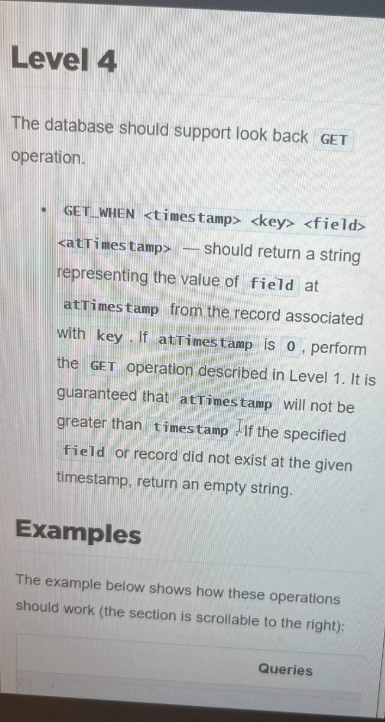 Level 4
The database should support look back GET
operation.
• GET_WHEN <timestamp> <key> <field>
<atTimestamp> — should return a string
representing the value of field at
atTimestamp from the record associated
with key . If atTimestamp is 0 , perform
the GET operation described in Level 1. It is
guaranteed that atTimestamp will not be
greater than timestamp . If the specified
field or record did not exist at the given
timestamp, return an empty string.
Examples
The example below shows how these operations
should work (the section is scrollable to the right):
Queries